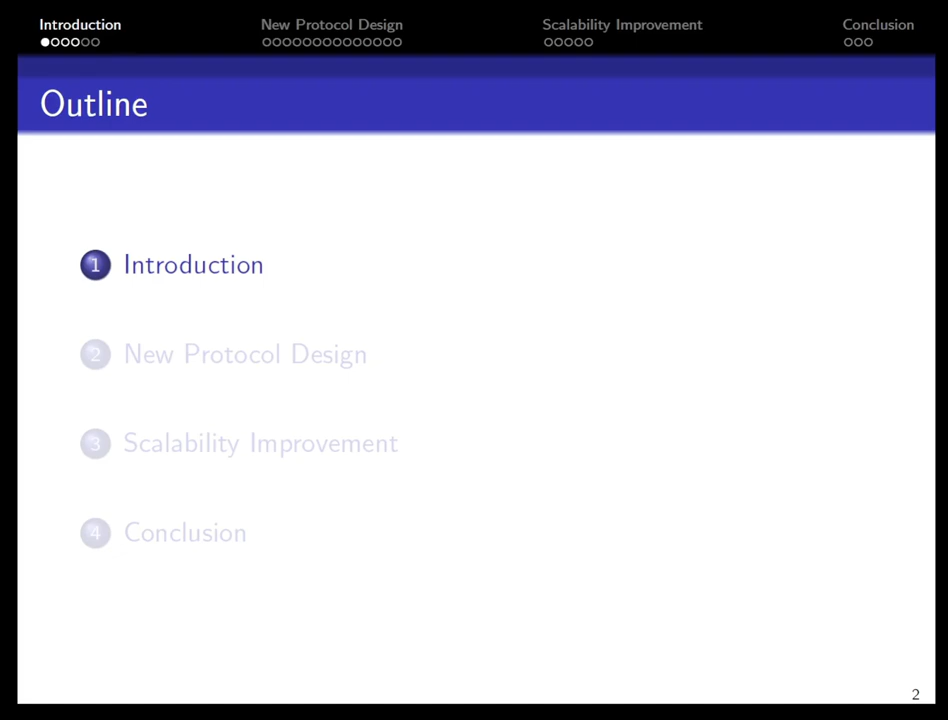 Introduction
New Protocol Design
Scalability Improvement
Conclusion
Outline
1 Introduction
2 New Protocol Design
3 Scalability Improvement
4 Conclusion
2